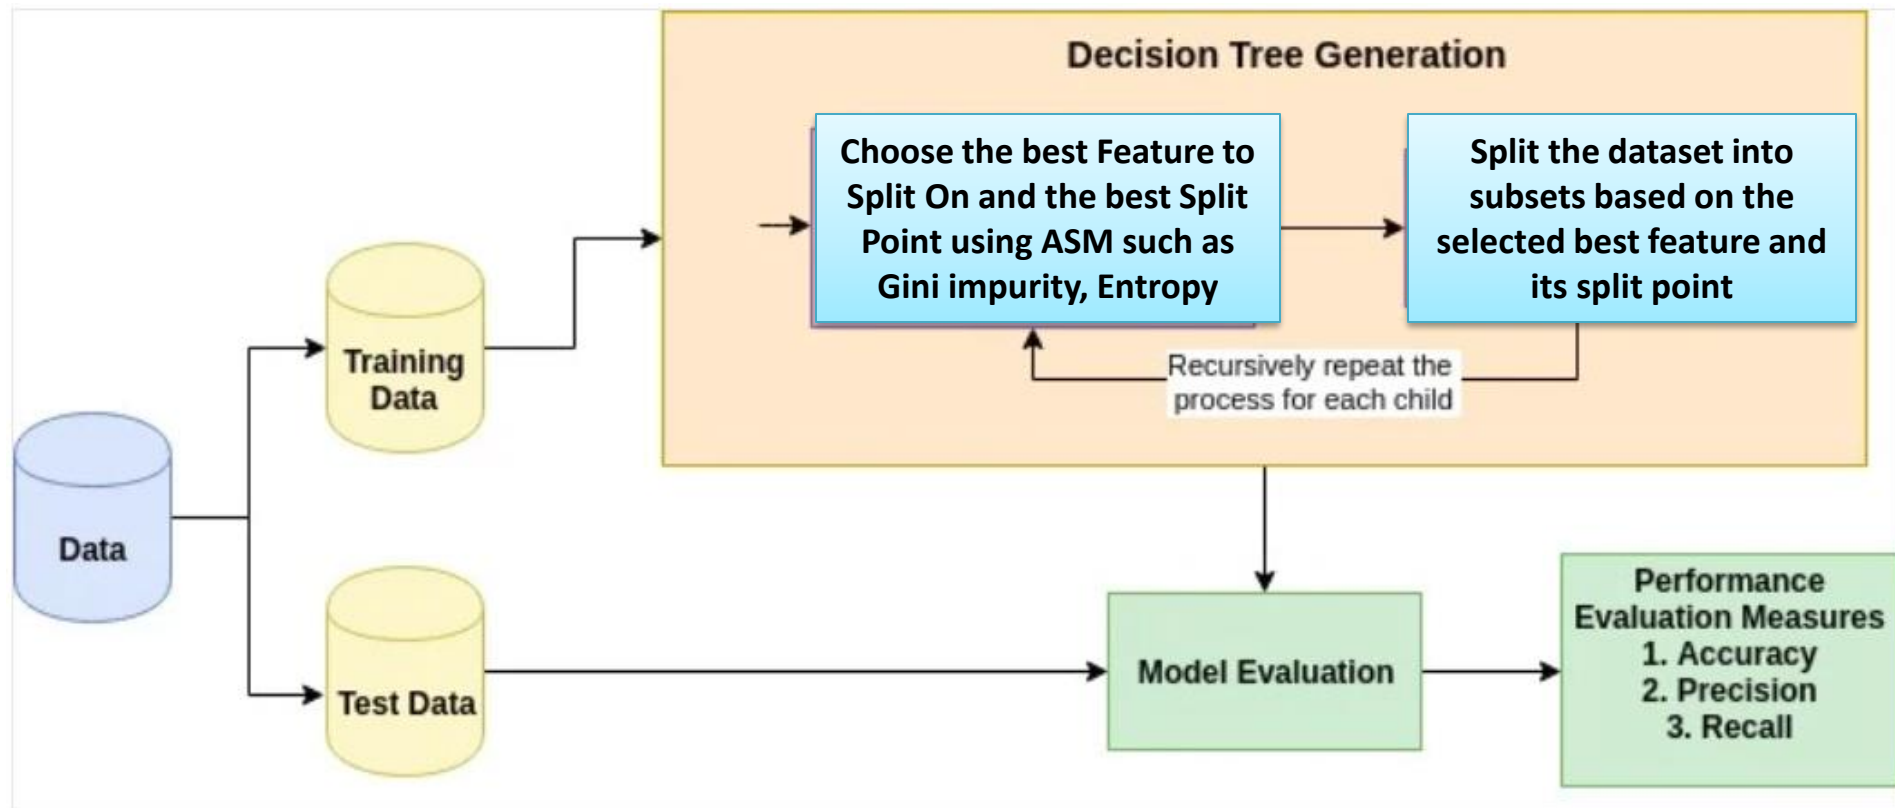 Decision Tree Generation
Choose the best Feature to
Split On and the best Split
Point using ASM such as
Gini impurity, Entropy
Split the dataset into
subsets based on the
selected best feature and
its split point
Recursively repeat the
process for each child
Training
Data
Data
Test Data
Model Evaluation
Performance
Evaluation Measures
1. Accuracy
2. Precision
3. Recall